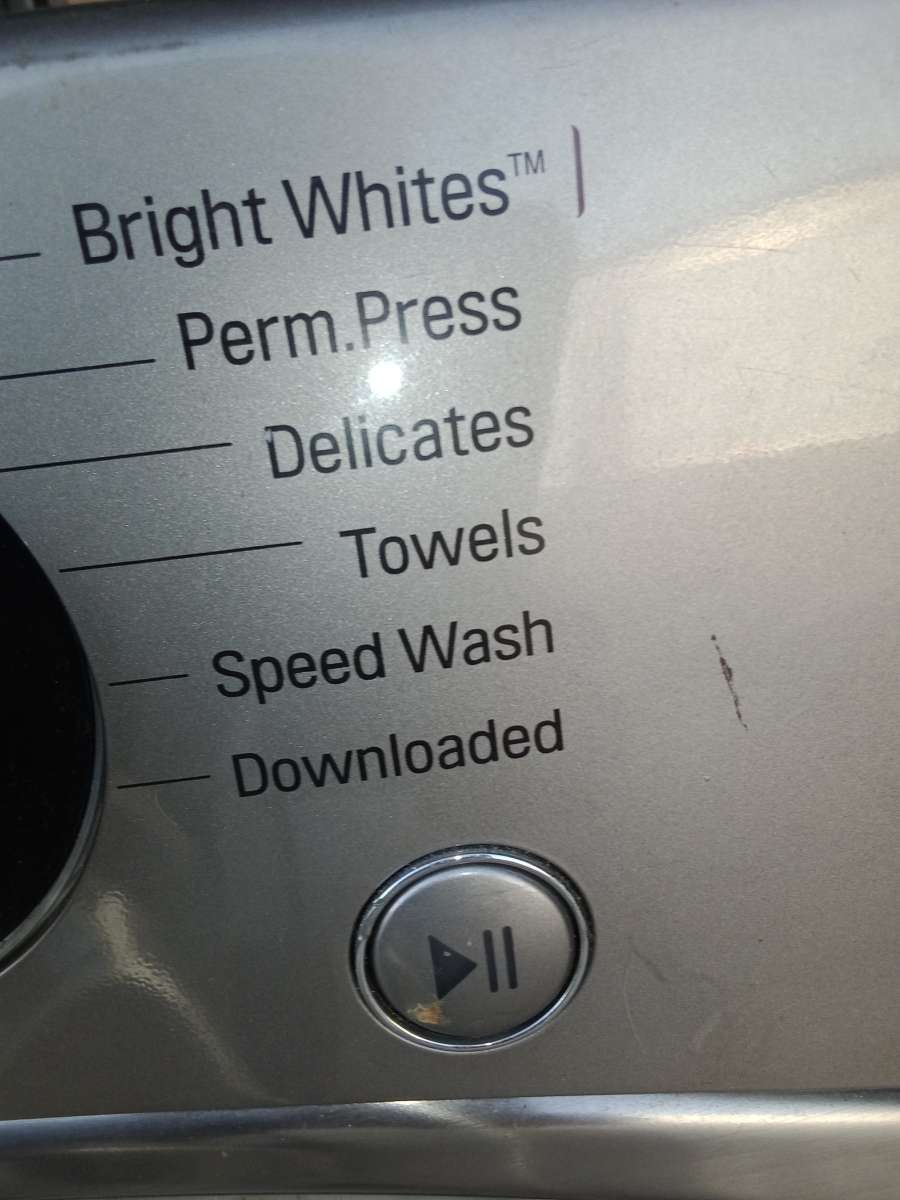 Bright Whites™
Perm.Press
Delicates
Towels
Speed Wash
Downloaded